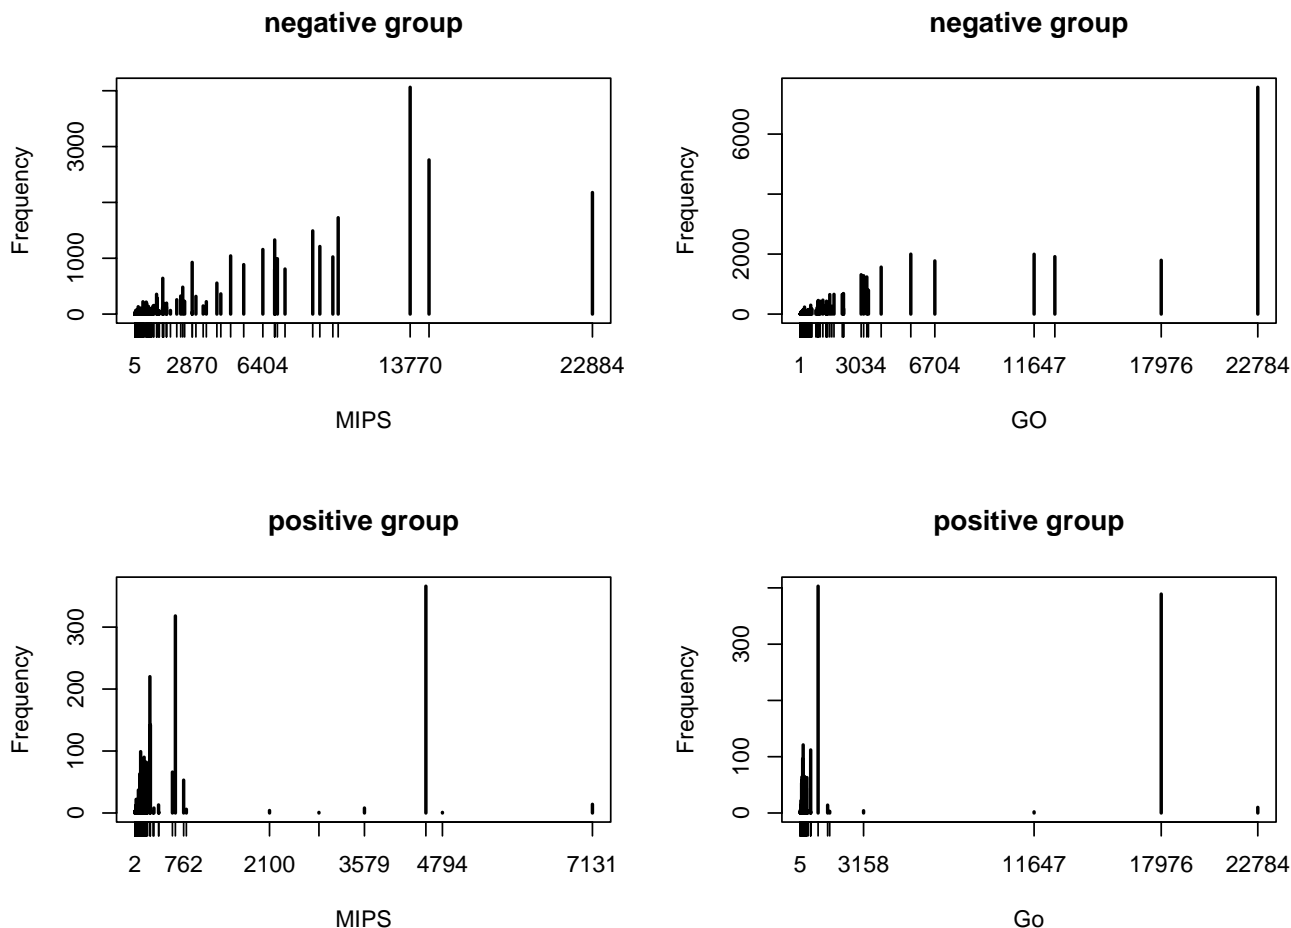 negative group
Frequency
0 1000 3000
5 2870 6404 13770 22884
MIPS
negative group
Frequency
0 2000 6000
1 3034 6704 11647 17976 22784
GO
positive group
Frequency
0 100 200 300
2 762 2100 3579 4794 7131
MIPS
positive group
Frequency
0 100 300
5 3158 11647 17976 22784
Go